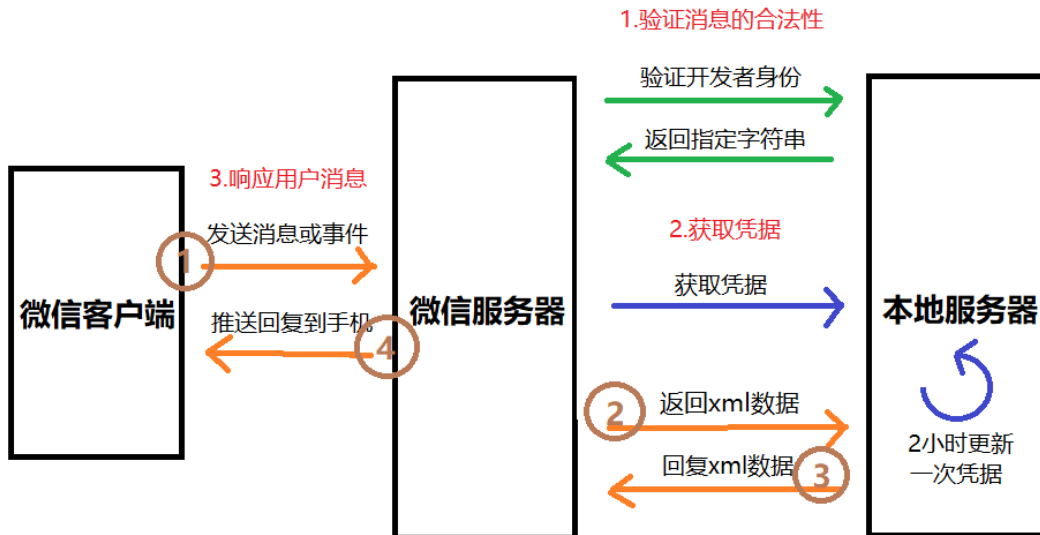 1.验证消息的合法性
验证开发者身份
返回指定字符串
3.响应用户消息
发送消息或事件
1
2.获取凭据
获取凭据
微信客户端
微信服务器
本地服务器
推送回复到手机
4
2
返回xml数据
回复xml数据
3
2小时更新
一次凭据